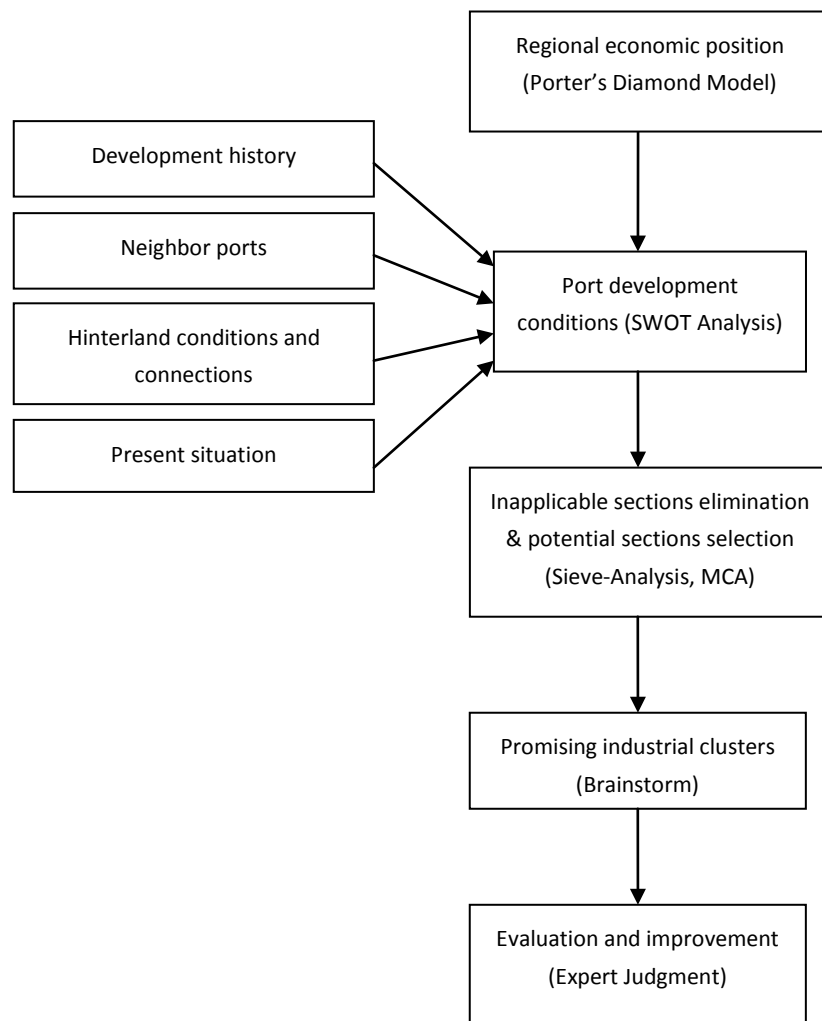 Regional economic position
(Porter's Diamond Model)
Development history
Neighbor ports
Hinterland conditions and
connections
Present situation
Port development
conditions (SWOT Analysis)
Inapplicable sections elimination
& potential sections selection
(Sieve-Analysis, MCA)
Promising industrial clusters
(Brainstorm)
Evaluation and improvement
(Expert Judgment)